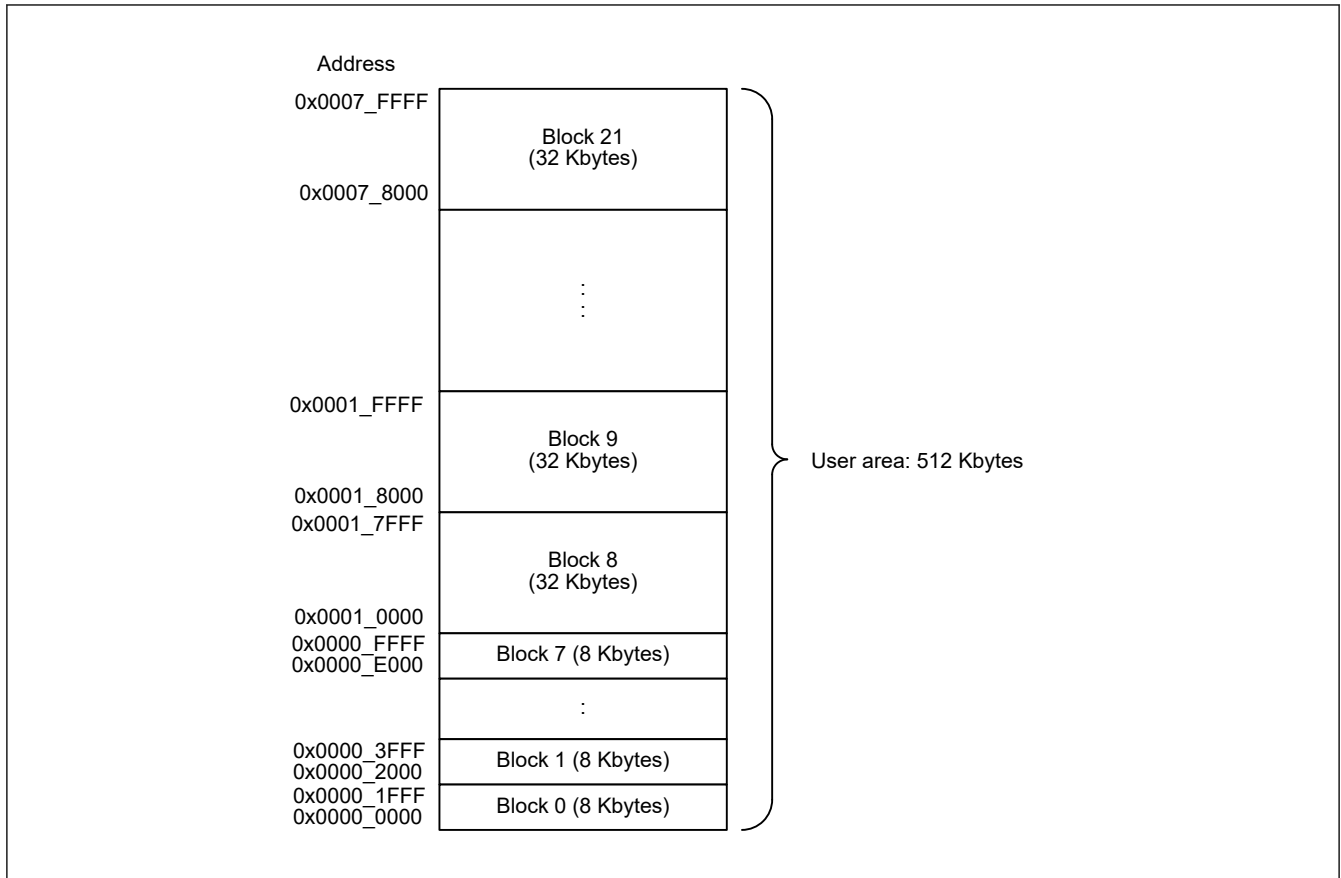 Address
0x0007_FFFF
Block 21
(32 Kbytes)
0x0007_8000
:
:
0x0001_FFFF
Block 9
(32 Kbytes)
User area: 512 Kbytes
0x0001_8000
0x0001_7FFF
Block 8
(32 Kbytes)
0x0001_0000
0x0000_FFFF
Block 7 (8 Kbytes)
0x0000_E000
:
0x0000_3FFF
Block 1 (8 Kbytes)
0x0000_2000
0x0000_1FFF
Block 0 (8 Kbytes)
0x0000_0000